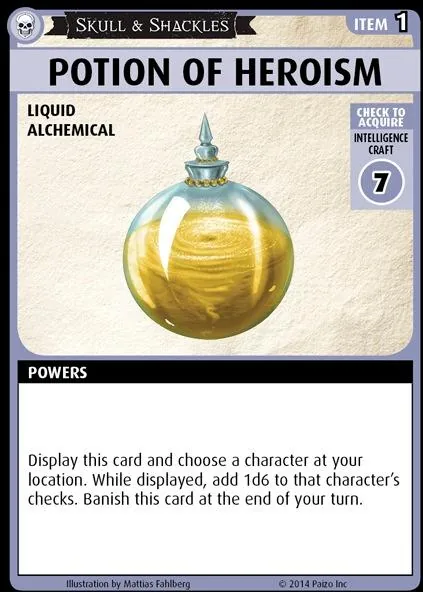 SKULL & SHACKLES
ITEM 1
POTION OF HEROISM
LIQUID
ALCHEMICAL
CHECK TO
ACQUIRE
INTELLIGENCE
CRAFT
7
POWERS
Display this card and choose a character at your
location. While displayed, add 1d6 to that character’s
checks. Banish this card at the end of your turn.
Illustration by Mattias Fahlberg
© 2014 Paizo Inc